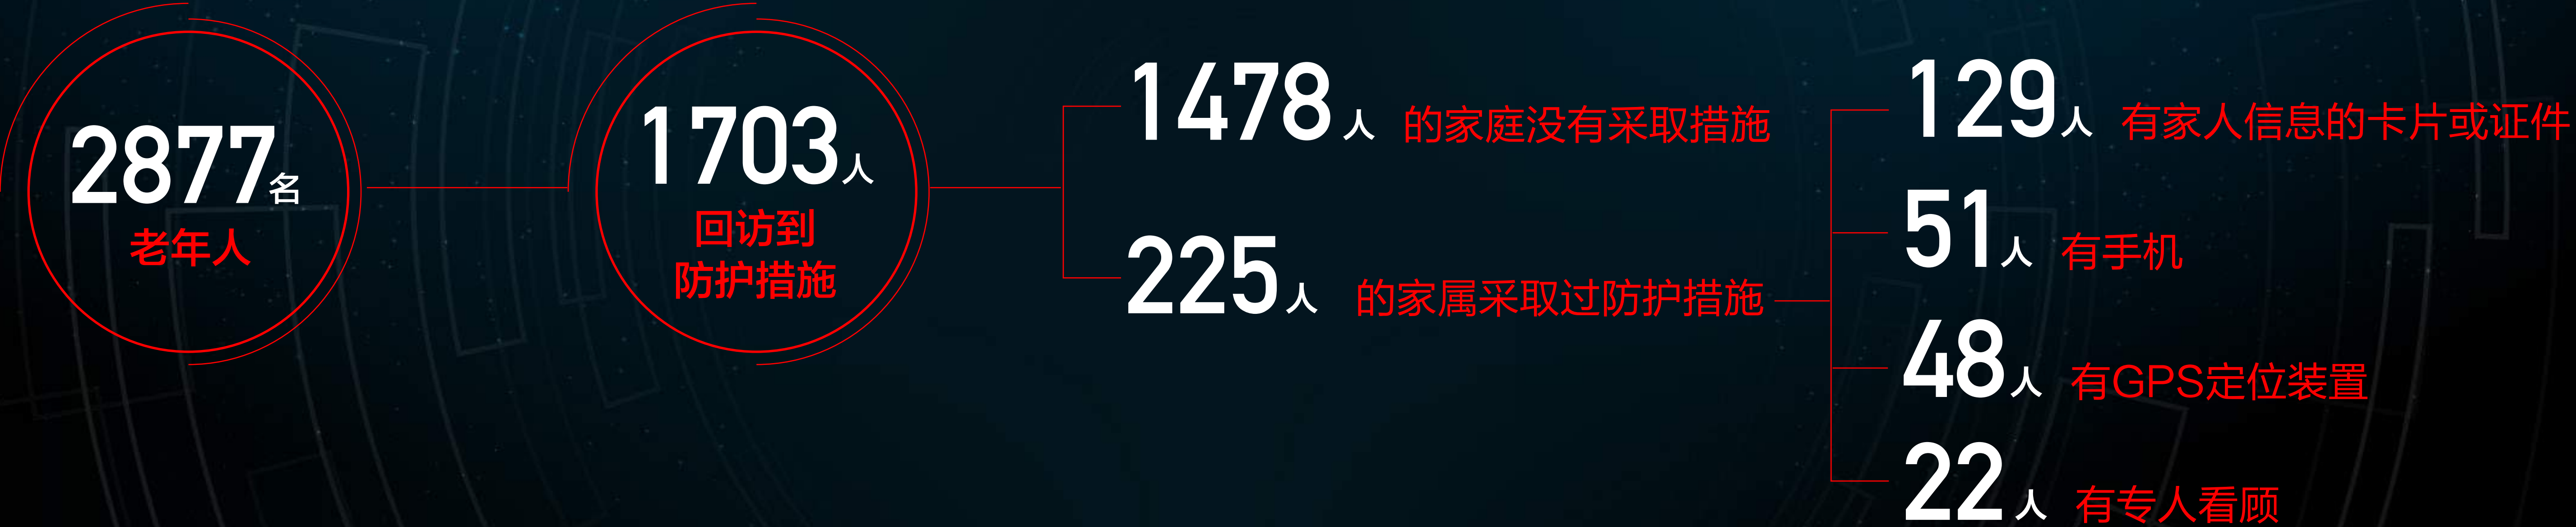 2877名
老年人
1703人
回访到
防护措施
1478人 的家庭没有采取措施
225人 的家属采取过防护措施
129人 有家人信息的卡片或证件
51人 有手机
48人 有GPS定位装置
22人 有专人看顾